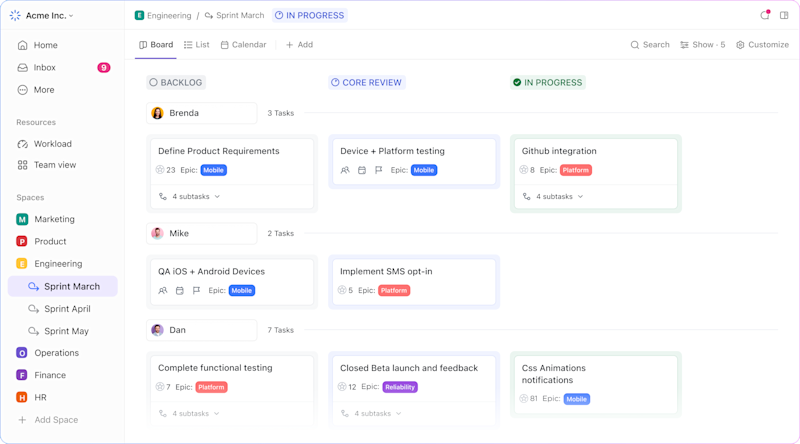 Acme Inc.
E Engineering / Sprint March IN PROGRESS
Home
Inbox 9
More
Resources
Workload
Team view
Spaces
M Marketing
P Product
E Engineering
Sprint March
Sprint April
Sprint May
O Operations
F Finance
H HR
+ Add Space
Board List Calendar + Add
Search Show · 5 Customize
BACKLOG CORE REVIEW IN PROGRESS
Brenda 3 Tasks
Define Product Requirements
23 Epic: Mobile
4 subtasks
Device + Platform testing
Epic: Mobile
Github integration
8 Epic: Platform
4 subtasks
Mike 2 Tasks
QA iOS + Android Devices
Epic: Mobile
Implement SMS opt-in
5 Epic: Platform
Dan 7 Tasks
Complete functional testing
7 Epic: Platform
4 subtasks
Closed Beta launch and feedback
12 Epic: Reliability
4 subtasks
Css Animations
notifications
81 Epic: Mobile